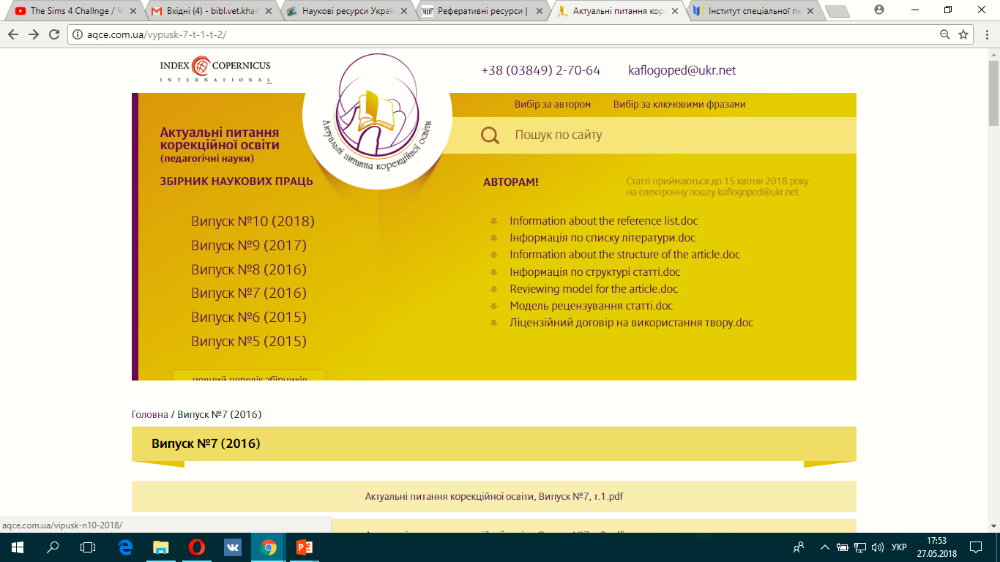 The Sims 4 Challnge / Ч
Вхідні (4) - bibl.vet.khar
Наукові ресурси Украї
Реферативні ресурси |
Актуальні питання кор
Інститут спеціальної пе
aqce.com.ua/vypusk-7-t-1-t-2/
INDEX COPERNICUS
INTERNATIONAL
+38 (03849) 2-70-64
kaflogoped@ukr.net
Актуальні питання корекційної освіти
Вибір за автором
Вибір за ключовими фразами
Пошук по сайту
Актуальні питання
корекційної освіти
(педагогічні науки)
ЗБІРНИК НАУКОВИХ ПРАЦЬ
Випуск №10 (2018)
Випуск №9 (2017)
Випуск №8 (2016)
Випуск №7 (2016)
Випуск №6 (2015)
Випуск №5 (2015)
повний перелік збірників
АВТОРАМ!
Статті приймаються до 15 квітня 2018 року
на електронну пошту kaflogoped@ukr.net.
Information about the reference list.doc
Інформація по списку літератури.doc
Information about the structure of the article.doc
Інформація по структурі статті.doc
Reviewing model for the article.doc
Модель рецензування статті.doc
Ліцензійний договір на використання твору.doc
Головна / Випуск №7 (2016)
Випуск №7 (2016)
Актуальні питання корекційної освіти, Випуск №7, т.1.pdf
aqce.com.ua/vipusk-n10-2018/
УКР
17:53
27.05.2018